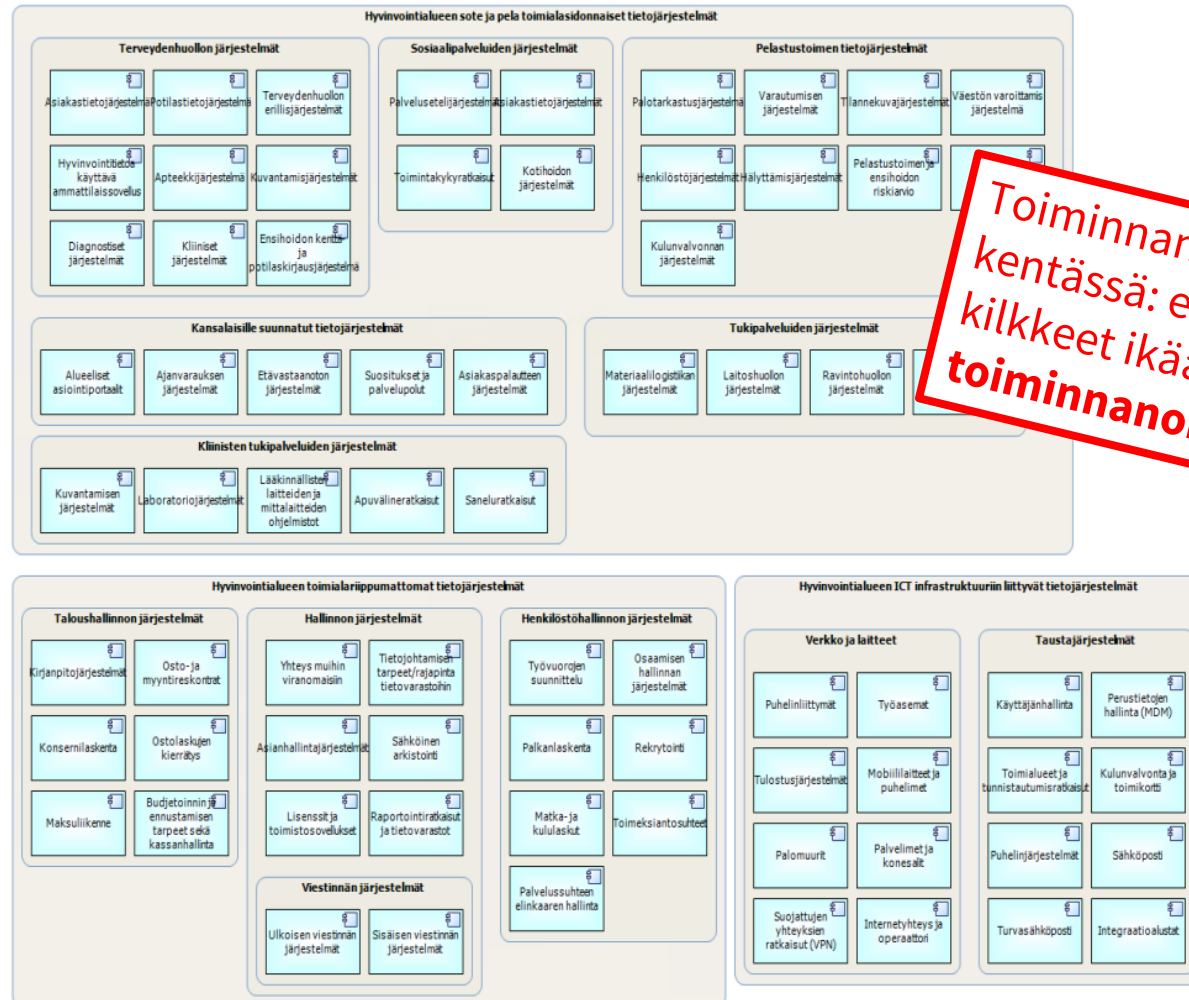 Hyvinvointialueen sote ja pela toimialasidonnaiset tietojärjestelmät
Terveydenhuollon järjestelmät
Asiakastietojärjestelmä
Potilastietojärjestelmä
Terveydenhuollon
erillisjärjestelmät
Hyvinvointitietoa
käyttävä
ammattilaissovellus
Apteekkijärjestelmä
Kuvantamisjärjestelmät
Diagnostiset
järjestelmät
Kliiniset
järjestelmät
Ensihoidon kenttä-
ja
potilaskirjausjärjestelmä
Sosiaalipalveluiden järjestelmät
Palvelusetelijärjestelmät
Asiakastietojärjestelmät
Toimintakykyratkaisut
Kotihoidon
järjestelmät
Pelastustoimen tietojärjestelmät
Palotarkastusjärjestelmä
Varautumisen
järjestelmät
Tilannekuvajärjestelmät
Väestön varoittamis
järjestelmä
Henkilöstöjärjestelmät
Hälyttämisjärjestelmät
Pelastustoimen ja
ensihoidon
riskiarvio
Kulunvalvonnan
järjestelmät
Toiminnan
kentässä: e
kilkkeet ikää
toiminnano
Kansalaisille suunnatut tietojärjestelmät
Alueeliset
asiointiportaalit
Ajanvarauksen
järjestelmät
Etävastaanoton
järjestelmät
Suositukset ja
palvelupolut
Asiakaspalautteen
järjestelmät
Tukipalveluiden järjestelmät
Materiaalilogistiikan
järjestelmät
Laitoshuollon
järjestelmät
Ravintohuollon
järjestelmät
Kliinisten tukipalveluiden järjestelmät
Kuvantamisen
järjestelmät
Laboratoriojärjestelmät
Lääkinnällisten
laitteiden ja
mittalaitteiden
ohjelmistot
Apuvälineratkaisut
Saneluratkaisut
Hyvinvointialueen toimialariippumattomat tietojärjestelmät
Taloushallinnon järjestelmät
Kirjanpitojärjestelmät
Osto- ja
myyntireskontrat
Konsernilaskenta
Ostolaskujen
kierrätys
Maksuliikenne
Budjetoinnin ja
ennustamisen
tarpeet sekä
kassanhallinta
Hallinnon järjestelmät
Yhteys muihin
viranomaisiin
Tietojohtamisen
tarpeet/rajapinta
tietovarastoihin
Asianhallintajärjestelmät
Sähköinen
arkistointi
Lisenssit ja
toimistosovellukset
Raportointiratkaisut
ja tietovarastot
Viestinnän järjestelmät
Ulkoisen viestinnän
järjestelmät
Sisäisen viestinnän
järjestelmät
Henkilöstöhallinnon järjestelmät
Työvuorojen
suunnittelu
Osaamisen
hallinnan
järjestelmät
Palkanlaskenta
Rekrytointi
Matka- ja
kululaskut
Toimeksiantosuhteet
Palvelussuhteen
elinkaaren hallinta
Hyvinvointialueen ICT infrastruktuuriin liittyvät tietojärjestelmät
Verkko ja laitteet
Puhelinliittymät
Työasemat
Tulostusjärjestelmät
Mobiililaitteet ja
puhelimet
Palomuurit
Palvelimet ja
konesalit
Suojattujen
yhteyksien
ratkaisut (VPN)
Internetyhteys ja
operaattori
Taustajärjestelmät
Käyttäjänhallinta
Perustietojen
hallinta (MDM)
Toimialueet ja
tunnistautumisratkaisut
Kulunvalvonta ja
toimikortti
Puhelinjärjestelmät
Sähköposti
Turvasähköposti
Integraatioalustat